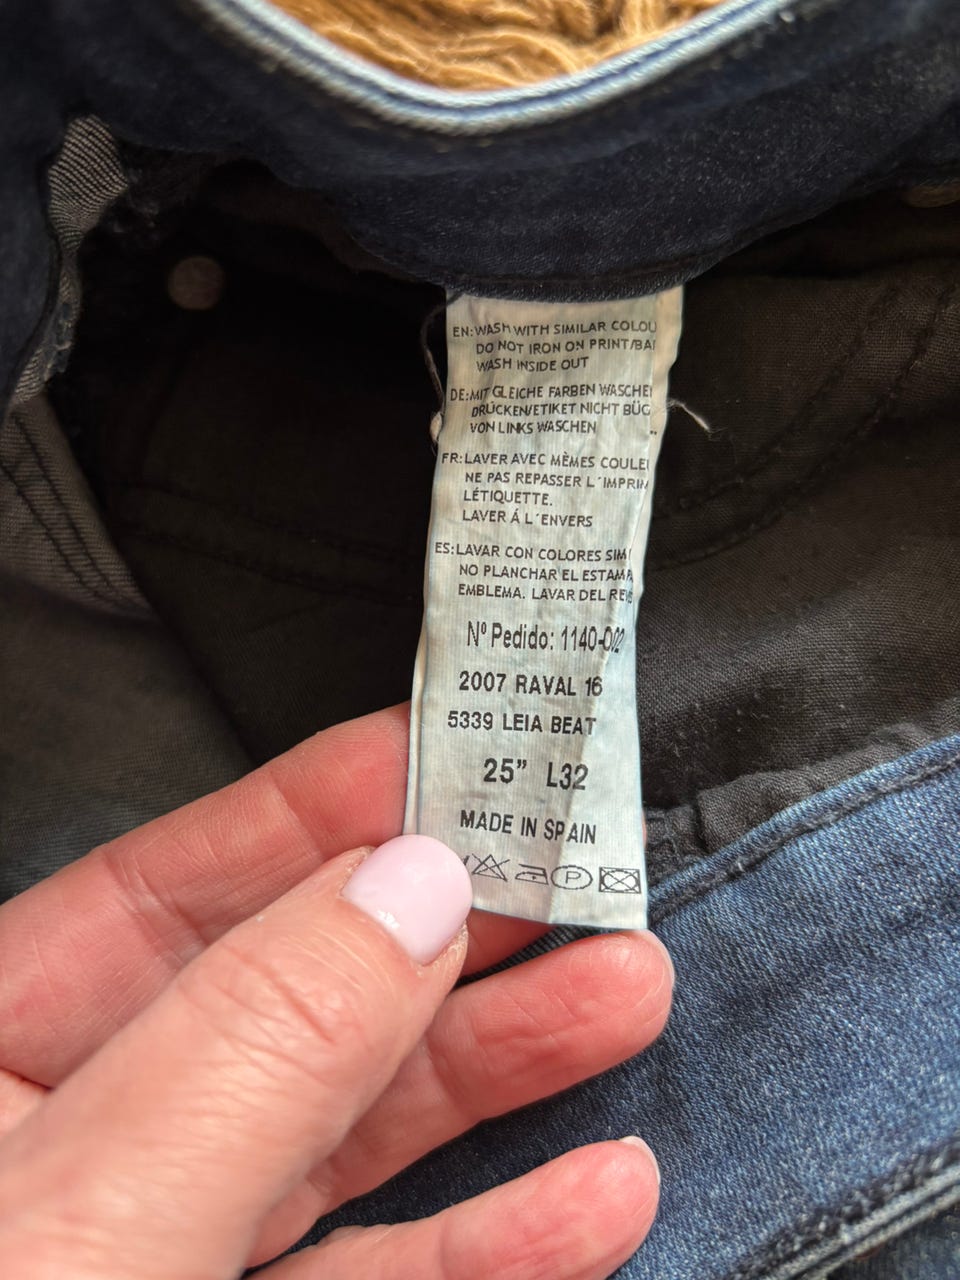 EN: WASH WITH SIMILAR COLOU
DO NOT IRON ON PRINT/BA
WASH INSIDE OUT
DE: MIT GLEICHE FARBEN WASCHE
DRÜCKEN/ETIKET NICHT BÜG
VON LINKS WASCHEN
FR: LAVER AVEC MÈMES COULE
NE PAS REPASSER L´IMPRIM
LÉTIQUETTE.
LAVER Á L´ENVERS
ES: LAVAR CON COLORES SIM
NO PLANCHAR EL ESTAMPA
EMBLEMA. LAVAR DEL REV
Nº Pedido: 1140-002
2007 RAVAL 16
5339 LEIA BEAT
25” L32
MADE IN SPAIN
P